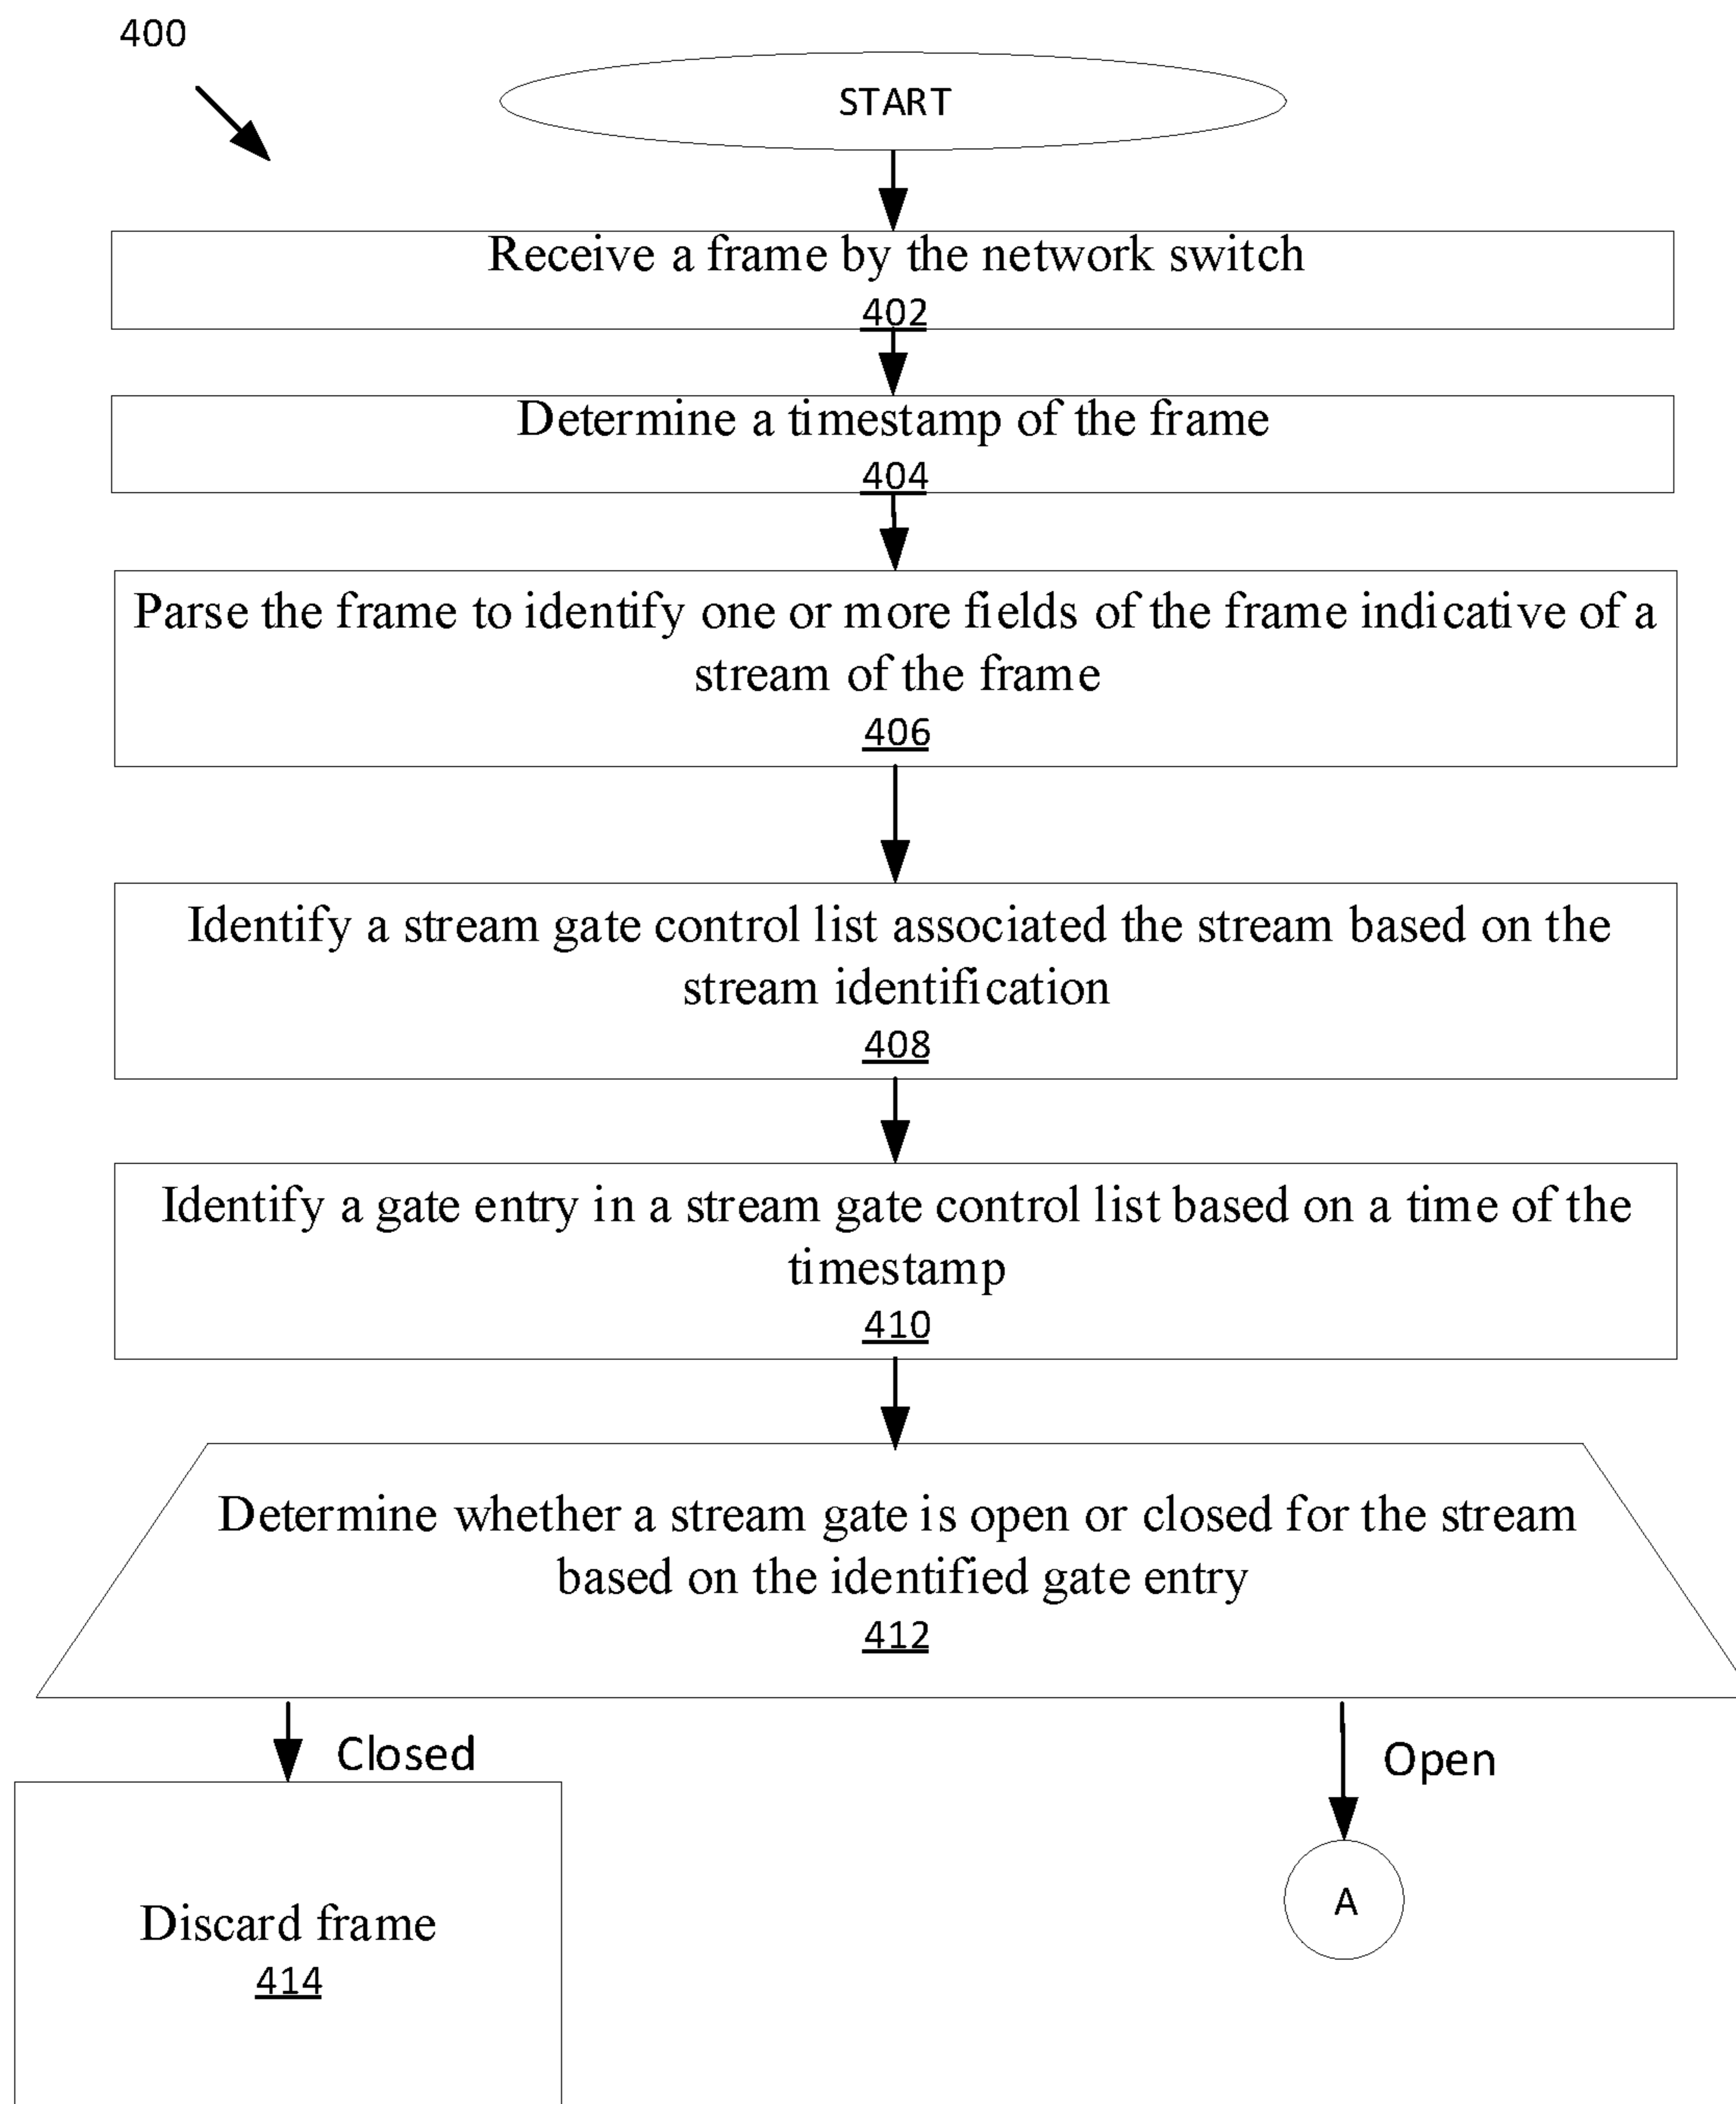 400
START
Receive a frame by the network switch
402
Determine a timestamp of the frame
404
Parse the frame to identify one or more fields of the frame indicative of a
stream of the frame
406
Identify a stream gate control list associated the stream based on the
stream identification
408
Identify a gate entry in a stream gate control list based on a time of the
timestamp
410
Determine whether a stream gate is open or closed for the stream
based on the identified gate entry
412
Closed
Open
A
Discard frame
414